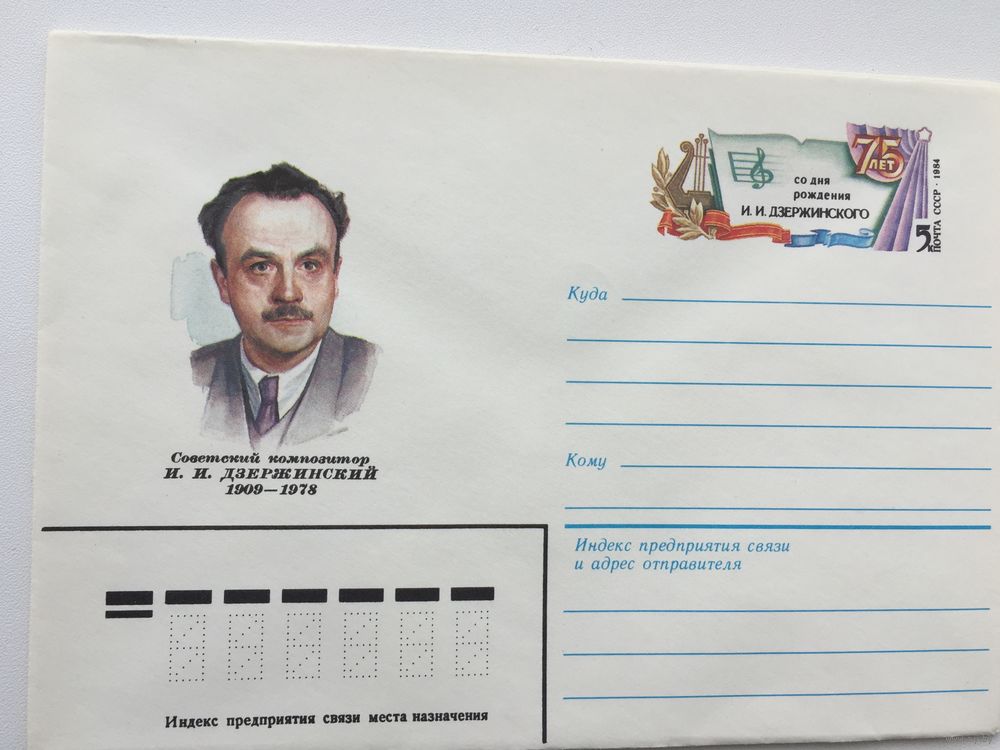 75
ЛЕТ
СО ДНЯ
РОЖДЕНИЯ
И. И. ДЗЕРЖИНСКОГО
5к
ПОЧТА СССР · 1984
Советский композитор
И. И. ДЗЕРЖИНСКИЙ
1909—1978
Куда
Кому
Индекс предприятия связи
и адрес отправителя
Индекс предприятия связи места назначения